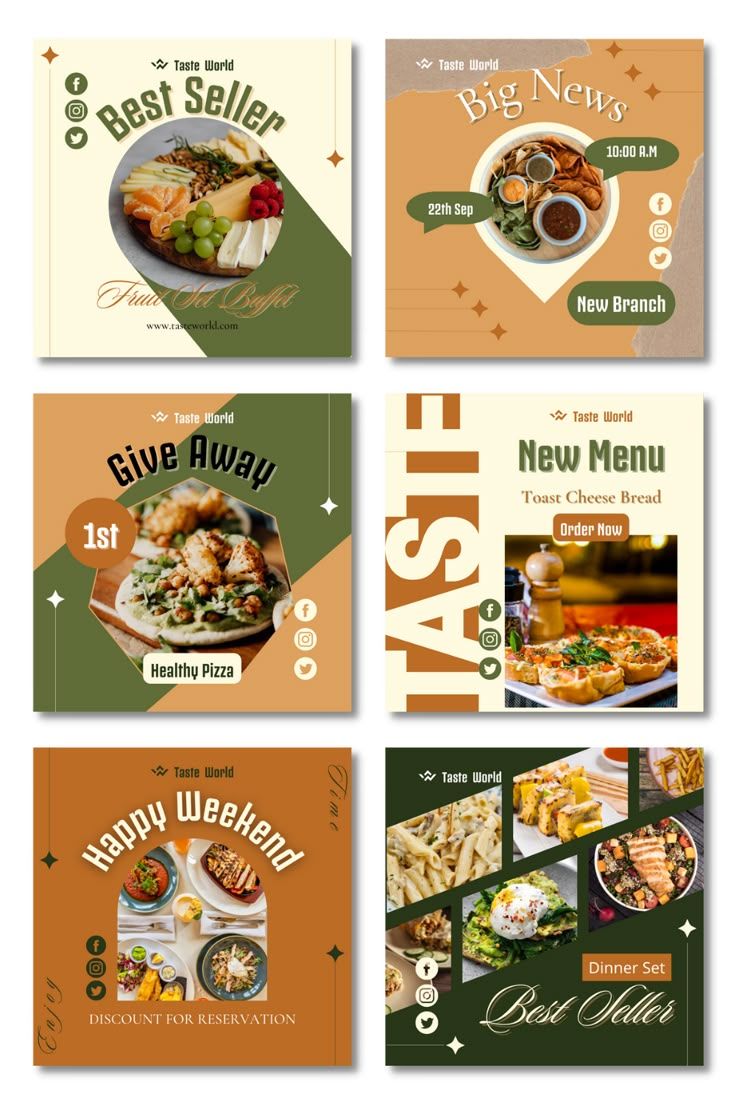 Taste World
Best Seller
Fruit Set Buffet
www.tasteworld.com
Taste World
Big News
10:00 A.M
22th Sep
New Branch
Taste World
Give Away
1st
Healthy Pizza
TASTE
Taste World
New Menu
Toast Cheese Bread
Order Now
Taste World
Time
Happy Weekend
Enjoy
DISCOUNT FOR RESERVATION
Taste World
Dinner Set
Best Seller